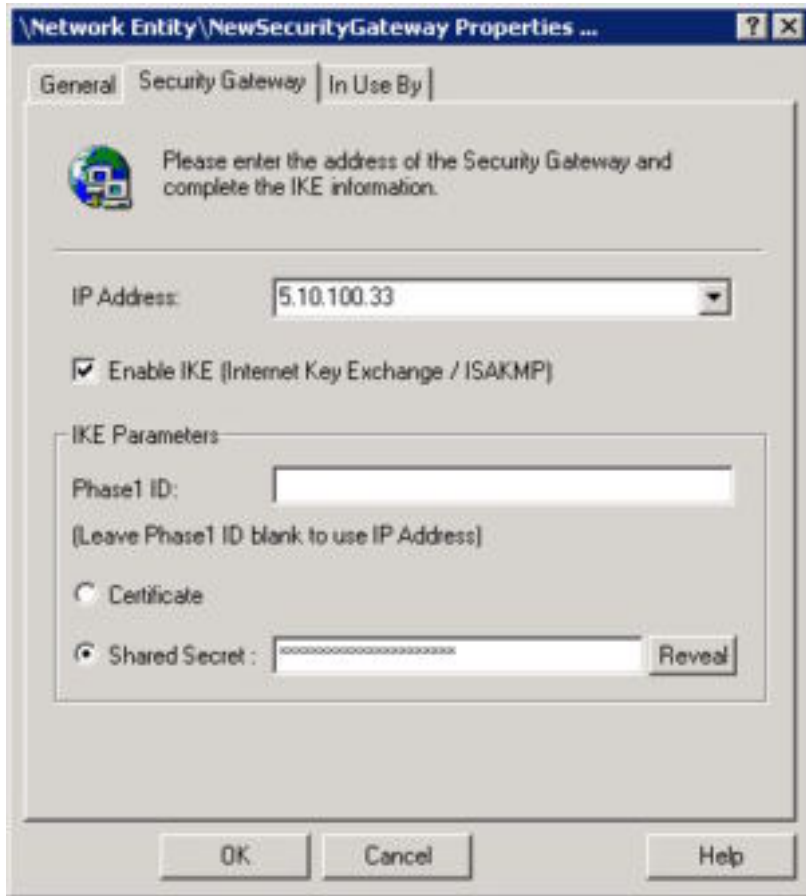 \Network Entity\NewSecurityGateway Properties ...
General Security Gateway In Use By
Please enter the address of the Security Gateway and
complete the IKE information.
IP Address: 5.10.100.33
Enable IKE (Internet Key Exchange / ISAKMP)
IKE Parameters
Phase1 ID:
(Leave Phase1 ID blank to use IP Address)
Certificate
Shared Secret : Reveal
OK Cancel Help